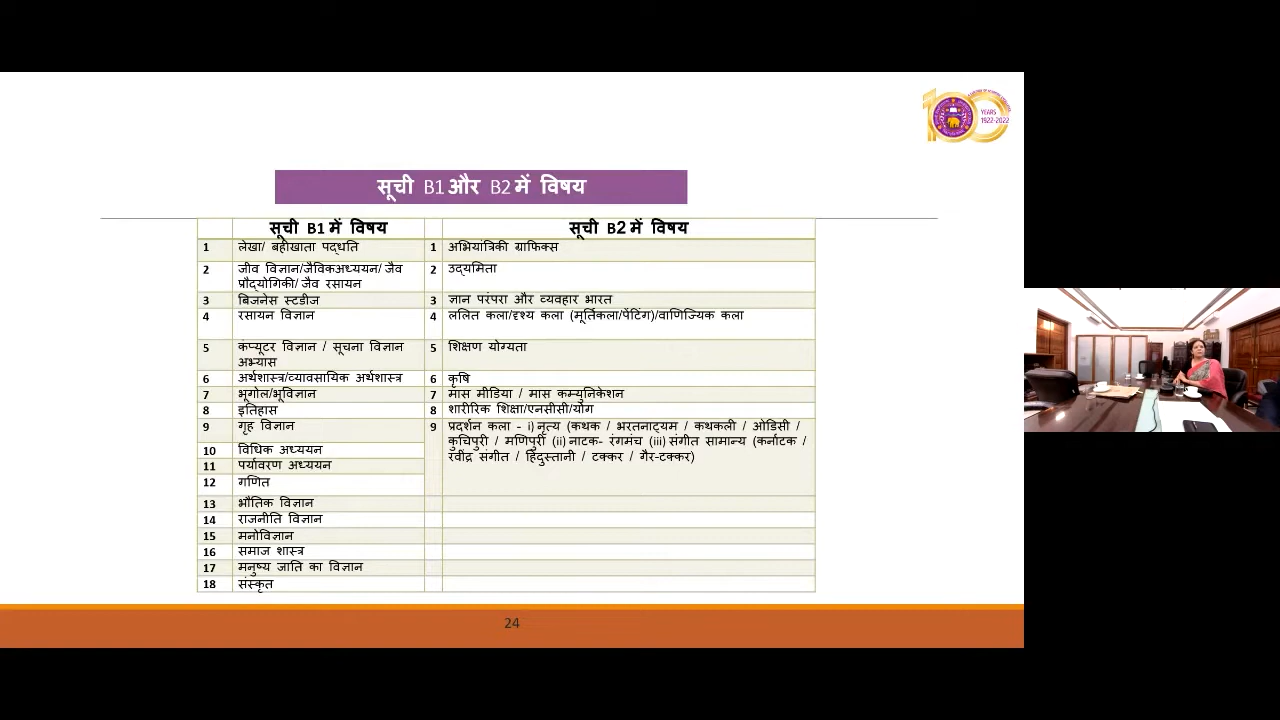 100 YEARS
1922-2022
सूची B1 और B2 में विषय
सूची B1 में विषय
सूची B2 में विषय
1 लेखा/ बहीखाता पद्धति
1 अभियांत्रिकी ग्राफिक्स
2 जीव विज्ञान/जैविकअध्ययन/ जैव
प्रौद्योगिकी/ जैव रसायन
2 उद्यमिता
3 बिजनेस स्टडीज
3 ज्ञान परंपरा और व्यवहार भारत
4 रसायन विज्ञान
4 ललित कला/दृश्य कला (मूर्तिकला/पेंटिंग)/वाणिज्यिक कला
5 कंप्यूटर विज्ञान / सूचना विज्ञान
अभ्यास
5 शिक्षण योग्यता
6 अर्थशास्त्र/व्यावसायिक अर्थशास्त्र
6 कृषि
7 भूगोल/भूविज्ञान
7 मास मीडिया / मास कम्युनिकेशन
8 इतिहास
8 शारीरिक शिक्षा/एनसीसी/योग
9 गृह विज्ञान
9 प्रदर्शन कला – i) नृत्य (कथक / भरतनाट्यम / कथकली / ओडिसी /
कुचिपुरी / मणिपुरी (ii) नाटक- रंगमंच (iii) संगीत सामान्य (कर्नाटक /
रवींद्र संगीत / हिंदुस्तानी / टक्कर / गैर-टक्कर)
10 विधिक अध्ययन
11 पर्यावरण अध्ययन
12 गणित
13 भौतिक विज्ञान
14 राजनीति विज्ञान
15 मनोविज्ञान
16 समाज शास्त्र
17 मनुष्य जाति का विज्ञान
18 संस्कृत
24